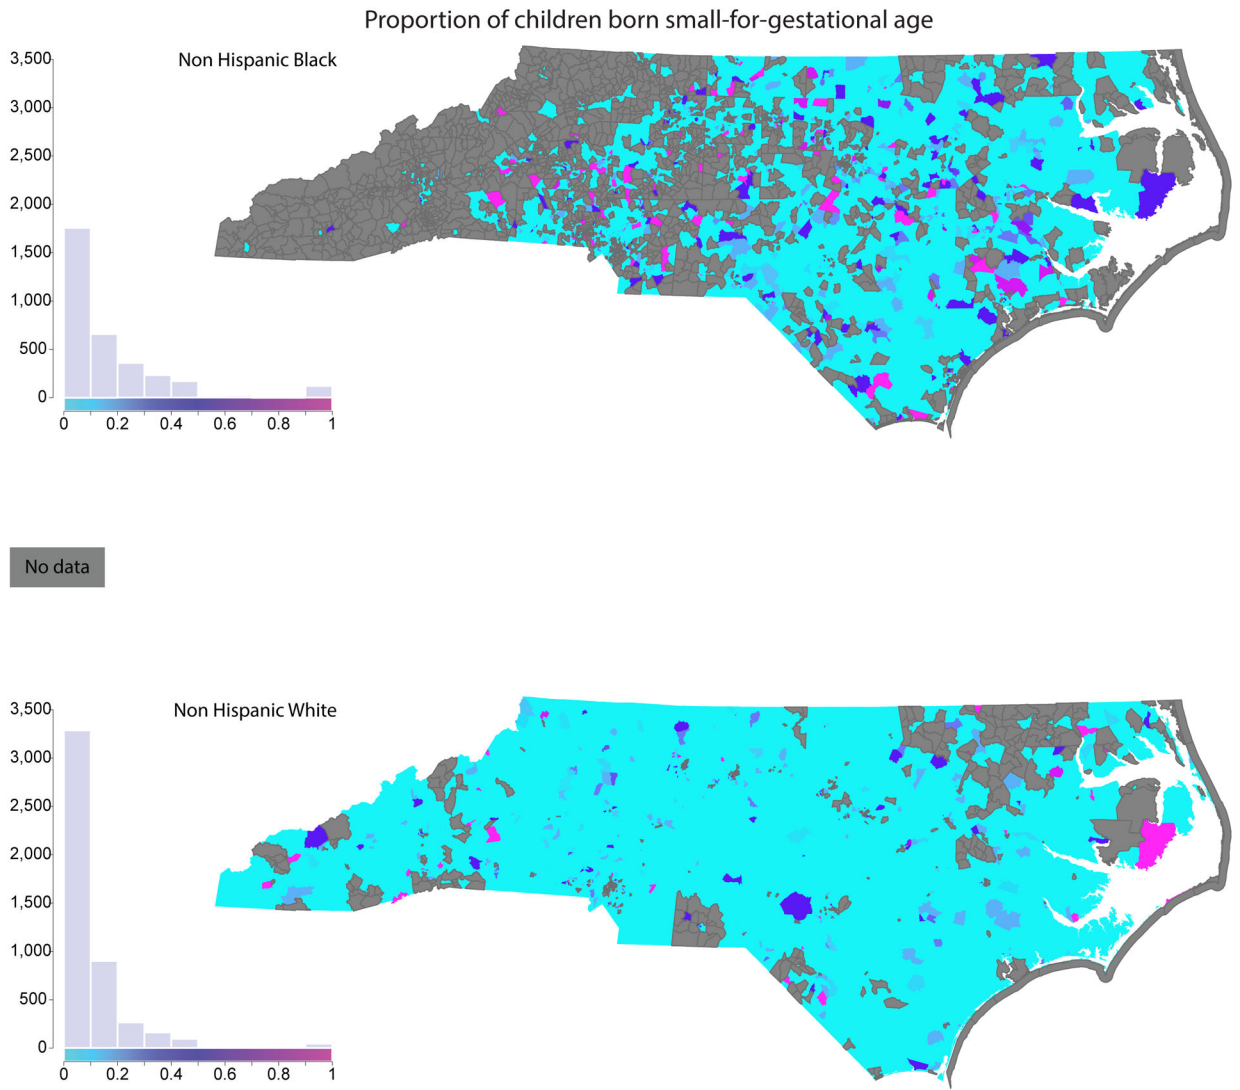 Proportion of children born small-for-gestational age
Non Hispanic Black
3,500
3,000
2,500
2,000
1,500
1,000
500
0
0 0.2 0.4 0.6 0.8 1
No data
Non Hispanic White
3,500
3,000
2,500
2,000
1,500
1,000
500
0
0 0.2 0.4 0.6 0.8 1